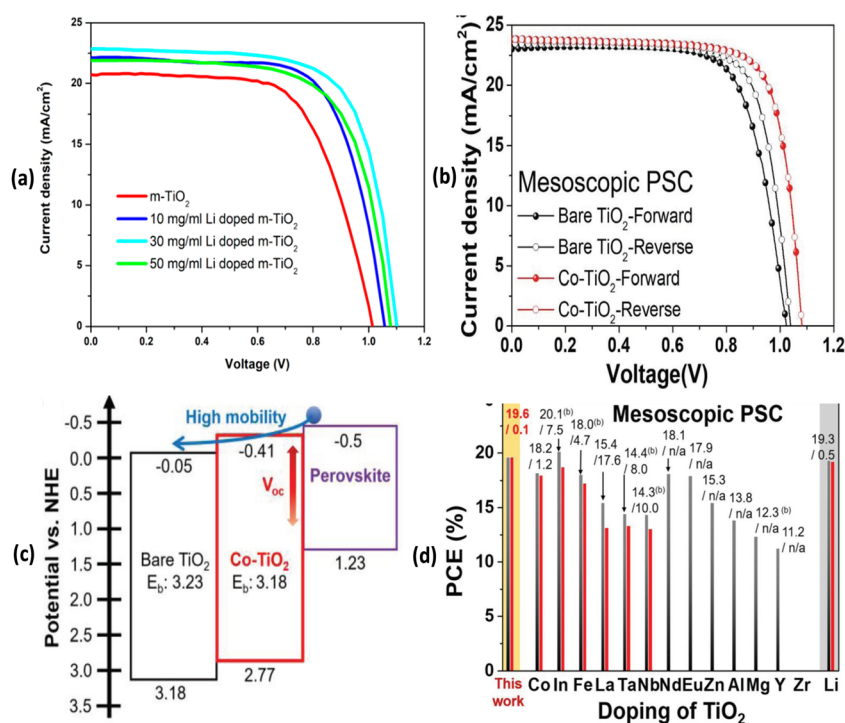 (a)
Current density (mA/cm²)
25
20
15
10
5
0
m-TiO₂
10 mg/ml Li doped m-TiO₂
30 mg/ml Li doped m-TiO₂
50 mg/ml Li doped m-TiO₂
0.0 0.2 0.4 0.6 0.8 1.0 1.2
Voltage (V)
(b)
Current density (mA/cm²)
25
20
15
10
5
0
Mesoscopic PSC
Bare TiO₂-Forward
Bare TiO₂-Reverse
Co-TiO₂-Forward
Co-TiO₂-Reverse
0.0 0.2 0.4 0.6 0.8 1.0 1.2
Voltage(V)
(c)
Potential vs. NHE
-0.5
0.0
0.5
1.0
1.5
2.0
2.5
3.0
3.5
High mobility
-0.05
-0.41
-0.5
Perovskite
Voc
Bare TiO₂
E_b: 3.23
Co-TiO₂
E_b: 3.18
1.23
2.77
3.18
(d)
PCE (%)
20
15
10
5
0
Mesoscopic PSC
19.6
/ 0.1
18.2
/ 1.2
20.1⁽ᵇ⁾
/ 7.5
18.0⁽ᵇ⁾
/ 4.7
15.4
/17.6
14.4⁽ᵇ⁾
/ 8.0
14.3⁽ᵇ⁾
/10.0
18.1
/ n/a
17.9
/ n/a
15.3
/ n/a
13.8
/ n/a
12.3⁽ᵇ⁾
/ n/a
11.2
/ n/a
19.3
/ 0.5
This
work
Co In Fe La Ta Nb Nd Eu Zn Al Mg Y Zr Li
Doping of TiO₂